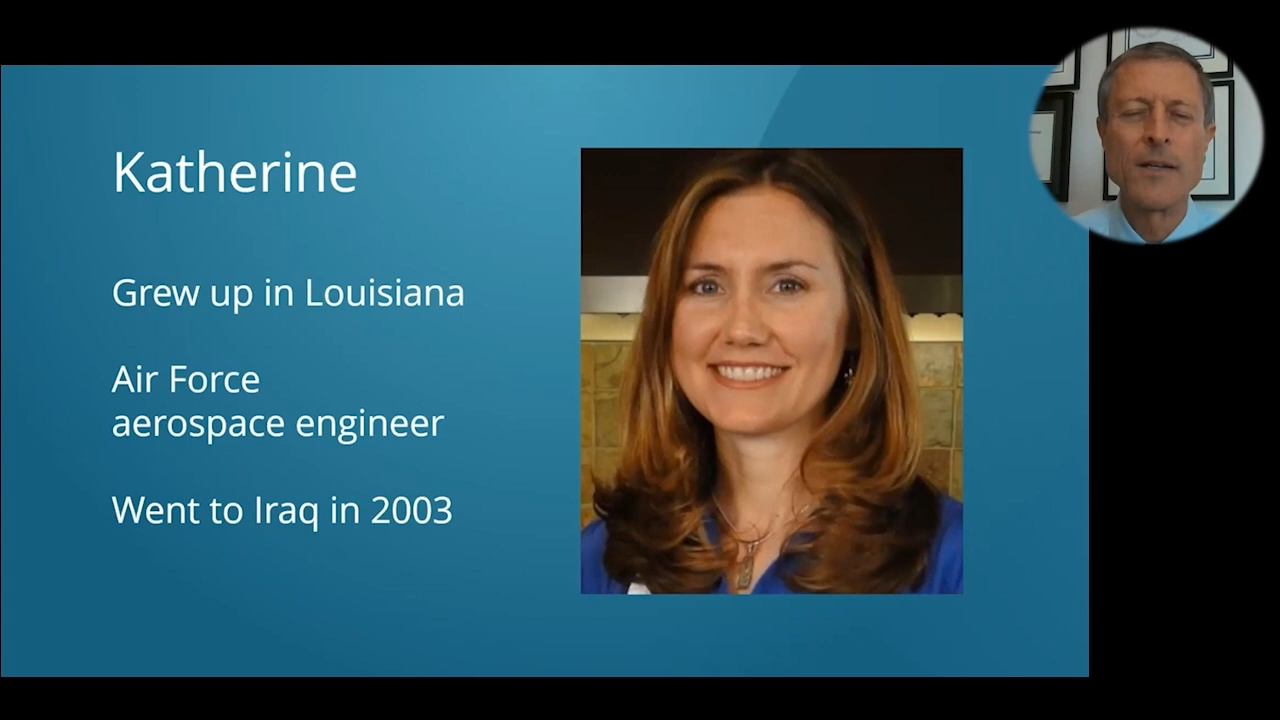 Katherine
Grew up in Louisiana
Air Force
aerospace engineer
Went to Iraq in 2003